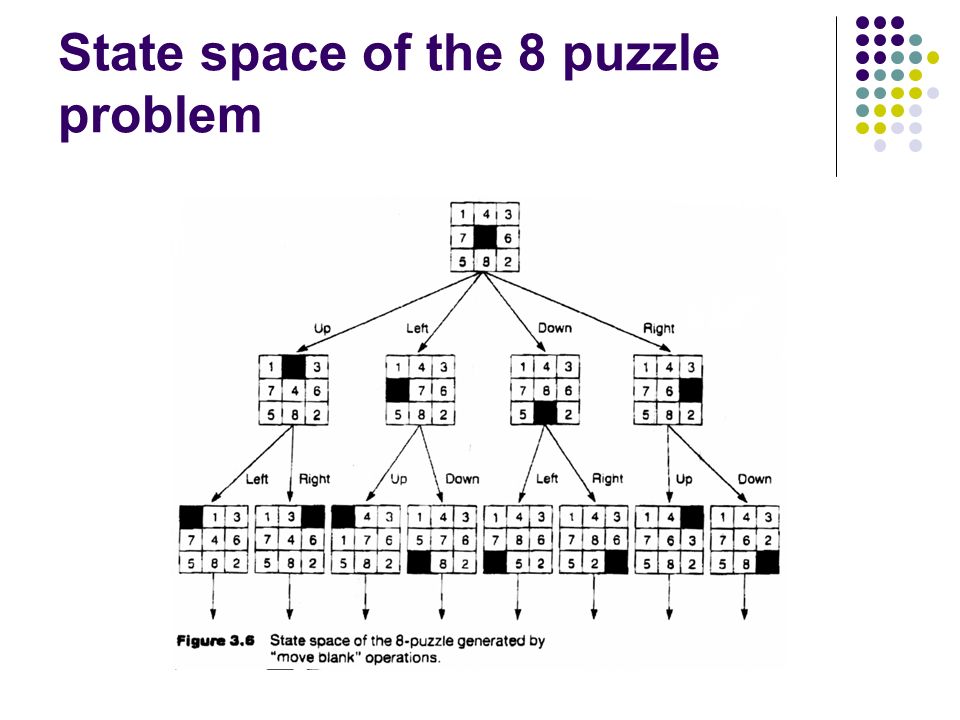 State space of the 8 puzzle
problem
1 4 3
7 6
5 8 2
Up Left Down Right
1 3 1 4 3 1 4 3 1 4 3
7 4 6 7 6 7 8 6 7 6
5 8 2 5 8 2 5 2 5 8 2
Left Right Up Down Left Right Up Down
1 3 1 3 4 3 1 4 3 1 4 3 1 4 3 1 4 1 4 3
7 4 6 7 4 6 1 7 6 5 7 6 7 8 6 7 8 6 7 6 3 7 6 2
5 8 2 5 8 2 5 8 2 8 2 5 2 5 2 5 8 2 5 8
Figure 3.6 State space of the 8-puzzle generated by
"move blank" operations.